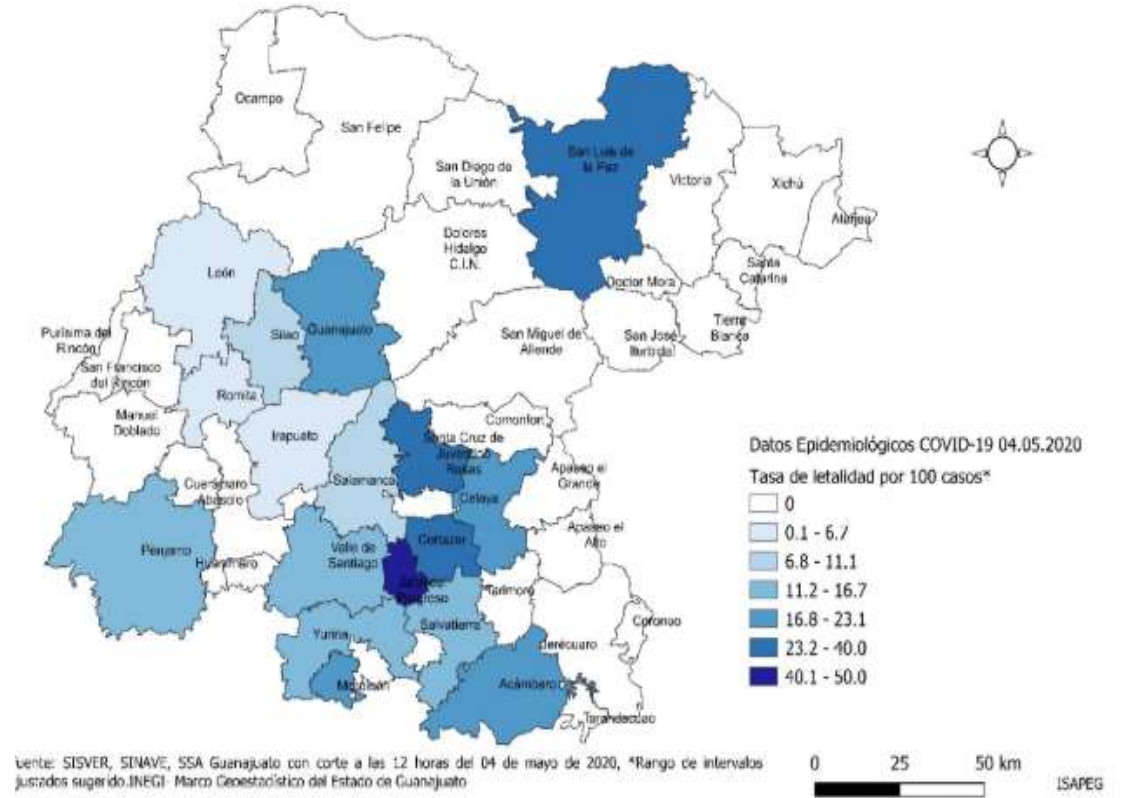 Ocampo
San Felipe
San Luis de
la Paz
San Diego de
la Unión
Victoria
Xichú
Atarjea
Dolores
Hidalgo
C.I.N.
Santa
Catarina
León
Doctor Mora
Silao
Guanajuato
Tierra
Blanca
Purísima del
Rincón
San Miguel de
Allende
San José
Iturbide
San Francisco
del Rincón
Romita
Manuel
Doblado
Irapuato
Comonfort
Santa Cruz de
Juventino
Rosas
Datos Epidemiológicos COVID-19 04.05.2020
Tasa de letalidad por 100 casos*
0
0.1 - 6.7
6.8 - 11.1
11.2 - 16.7
16.8 - 23.1
23.2 - 40.0
40.1 - 50.0
Apaseo el
Grande
Salamanca
Cuerámaro
Abasolo
Celaya
Apaseo el
Alto
Cortazar
Pénjamo
Valle de
Santiago
Huanímaro
Progreso
Tarimoro
Coroneo
Salvatierra
Yuriria
Jerécuaro
Moroleón
Acámbaro
Tarandacuao
uente: SISVER, SINAVE, SSA Guanajuato con corte a las 12 horas del 04 de mayo de 2020, *Rango de intervalos
justados sugerido.INEGI- Marco Geoestadístico del Estado de Guanajuato
0 25 50 km
ISAPEG